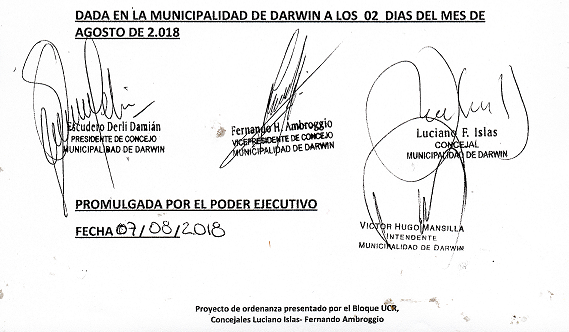 DADA EN LA MUNICIPALIDAD DE DARWIN A LOS 02 DIAS DEL MES DE
AGOSTO DE 2.018
Escudero Derli Damián
PRESIDENTE DE CONCEJO
MUNICIPALIDAD DE DARWIN
Fernando H. Ambroggio
VICEPRESIDENTE DE CONCEJO
MUNICIPALIDAD DE DARWIN
Luciano F. Islas
CONCEJAL
MUNICIPALIDAD DE DARWIN
PROMULGADA POR EL PODER EJECUTIVO
FECHA 07/08/2018
VICTOR HUGO MANSILLA
INTENDENTE
MUNICIPALIDAD DE DARWIN
Proyecto de ordenanza presentado por el Bloque UCR,
Concejales Luciano Islas- Fernando Ambroggio